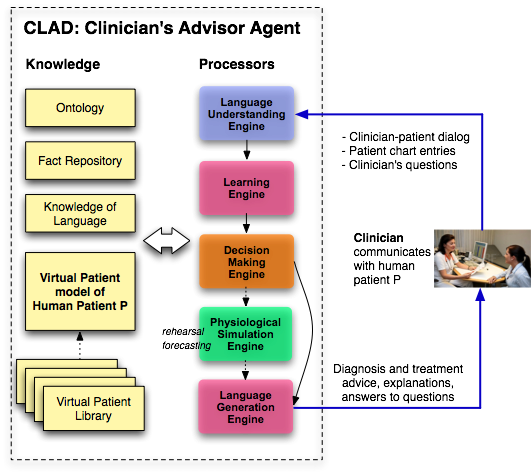 CLAD: Clinician's Advisor Agent
Knowledge
Processors
Ontology
Fact Repository
Knowledge of
Language
Virtual Patient
model of
Human Patient P
Virtual Patient
Library
Language
Understanding
Engine
Learning
Engine
Decision
Making
Engine
rehearsal
forecasting
Physiological
Simulation
Engine
Language
Generation
Engine
- Clinician-patient dialog
- Patient chart entries
- Clinician's questions
Clinician
communicates
with human
patient P
Diagnosis and treatment
advice, explanations,
answers to questions